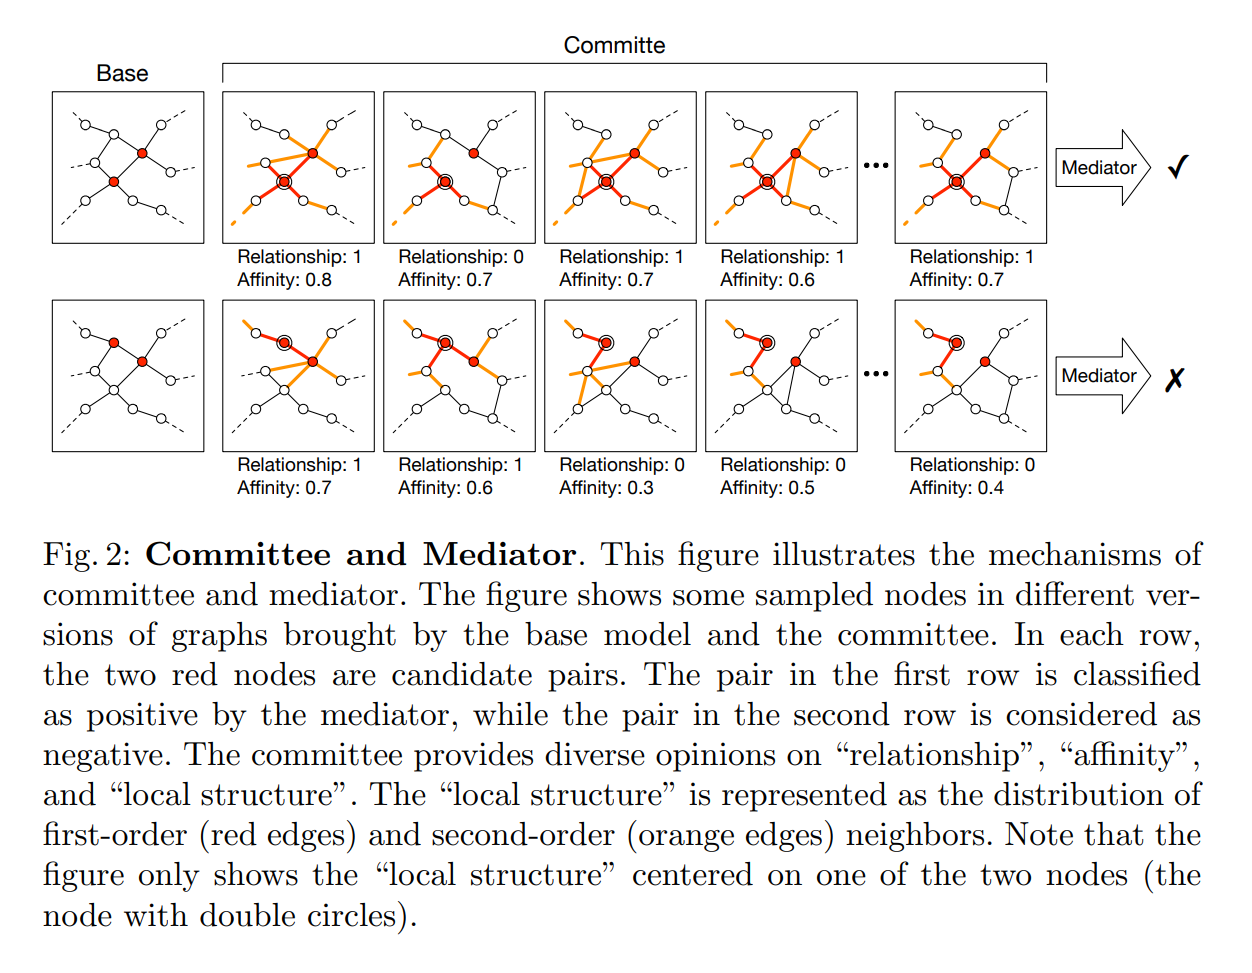 Committe
Base
Relationship: 1
Affinity: 0.8
Relationship: 0
Affinity: 0.7
Relationship: 1
Affinity: 0.7
Relationship: 1
Affinity: 0.6
Relationship: 1
Affinity: 0.7
Mediator
Relationship: 1
Affinity: 0.7
Relationship: 1
Affinity: 0.6
Relationship: 0
Affinity: 0.3
Relationship: 0
Affinity: 0.5
Relationship: 0
Affinity: 0.4
Mediator
Fig. 2: Committee and Mediator. This figure illustrates the mechanisms of
committee and mediator. The figure shows some sampled nodes in different ver-
sions of graphs brought by the base model and the committee. In each row,
the two red nodes are candidate pairs. The pair in the first row is classified
as positive by the mediator, while the pair in the second row is considered as
negative. The committee provides diverse opinions on “relationship”, “affinity”,
and “local structure”. The “local structure” is represented as the distribution of
first-order (red edges) and second-order (orange edges) neighbors. Note that the
figure only shows the “local structure” centered on one of the two nodes (the
node with double circles).